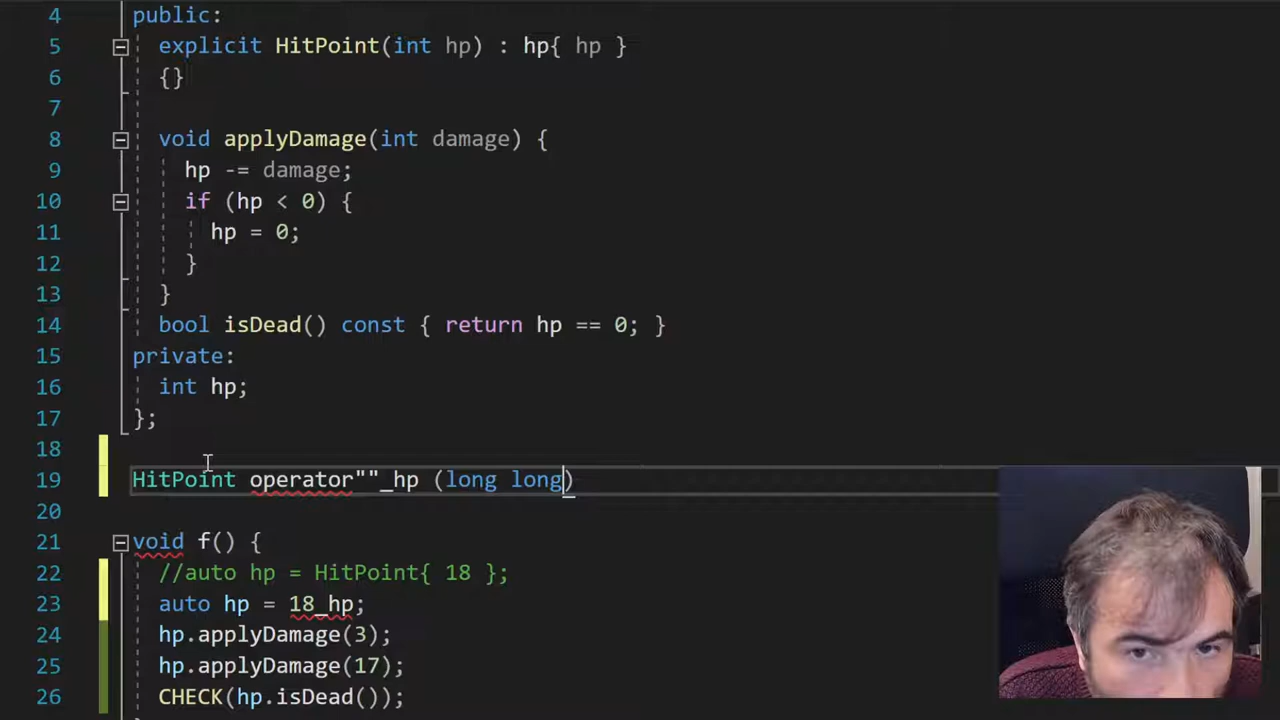 4 public:
5 explicit HitPoint(int hp) : hp{ hp }
6 {}
7
8 void applyDamage(int damage) {
9 hp -= damage;
10 if (hp < 0) {
11 hp = 0;
12 }
13 }
14 bool isDead() const { return hp == 0; }
15 private:
16 int hp;
17 };
18
19 HitPoint operator""_hp (long long)
20
21 void f() {
22 //auto hp = HitPoint{ 18 };
23 auto hp = 18_hp;
24 hp.applyDamage(3);
25 hp.applyDamage(17);
26 CHECK(hp.isDead());